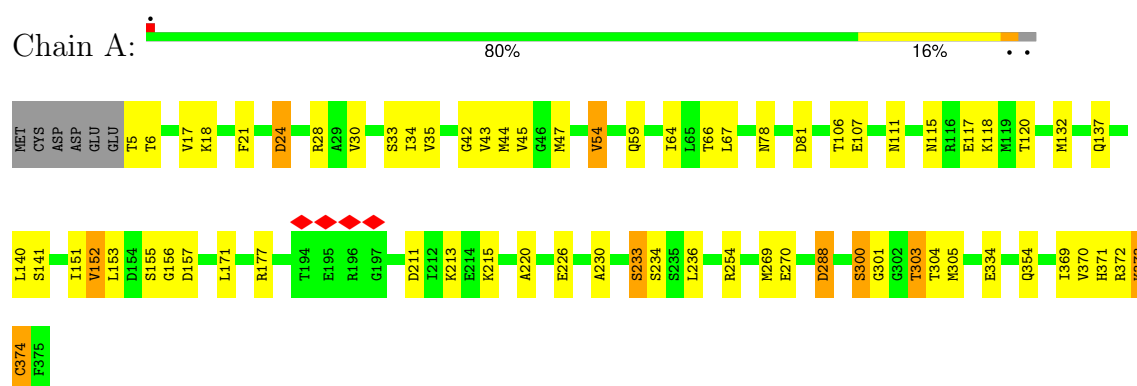 Chain A:
80% 16%
MET CYS ASP ASP GLU GLU T5 T6 V17 K18 F21 D24 R28 A29 V30 S33 I34 V35 G42 V43 M44 V45 G46 M47 V54 Q59 I64 L65 T66 L67 N78 D81 T106 E107 N111 N115 R116 E117 K118 M119 T120 M132 Q137
L140 S141 I151 V152 L153 D154 S155 G156 D157 L171 R177 T194 E195 R196 G197 D211 I212 K213 E214 K215 A220 E226 A230 S233 S234 S235 L236 R254 M269 E270 D288 S300 G301 G302 T303 T304 M305 E334 Q354 I369 V370 H371 R372
C374 F375